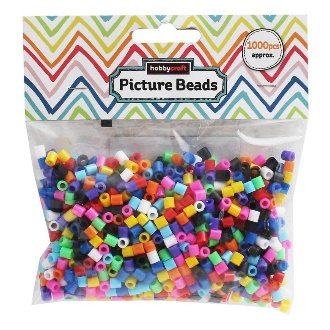 hobbycraft
Picture Beads
1000pcs
approx.